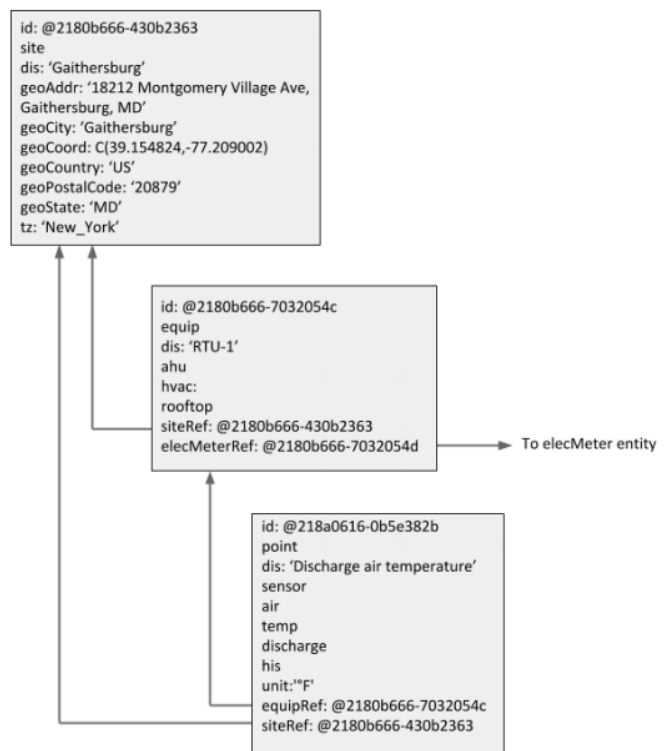 id: @2180b666-430b2363
site
dis: ‘Gaithersburg’
geoAddr: ‘18212 Montgomery Village Ave,
Gaithersburg, MD’
geoCity: ‘Gaithersburg’
geoCoord: C(39.154824,-77.209002)
geoCountry: ‘US’
geoPostalCode: ‘20879’
geoState: ‘MD’
tz: ‘New_York’
id: @2180b666-7032054c
equip
dis: ‘RTU-1’
ahu
hvac:
rooftop
siteRef: @2180b666-430b2363
elecMeterRef: @2180b666-7032054d
To elecMeter entity
id: @218a0616-0b5e382b
point
dis: ‘Discharge air temperature’
sensor
air
temp
discharge
his
unit:'°F'
equipRef: @2180b666-7032054c
siteRef: @2180b666-430b2363